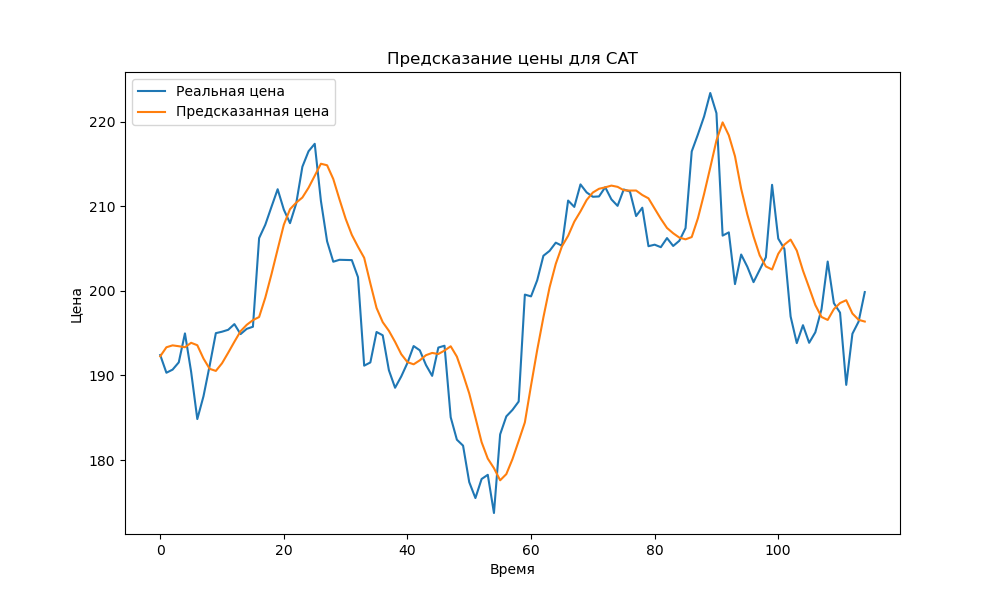 Предсказание цены для CAT
Реальная цена
Предсказанная цена
220
210
200
190
180
Цена
0 20 40 60 80 100
Время